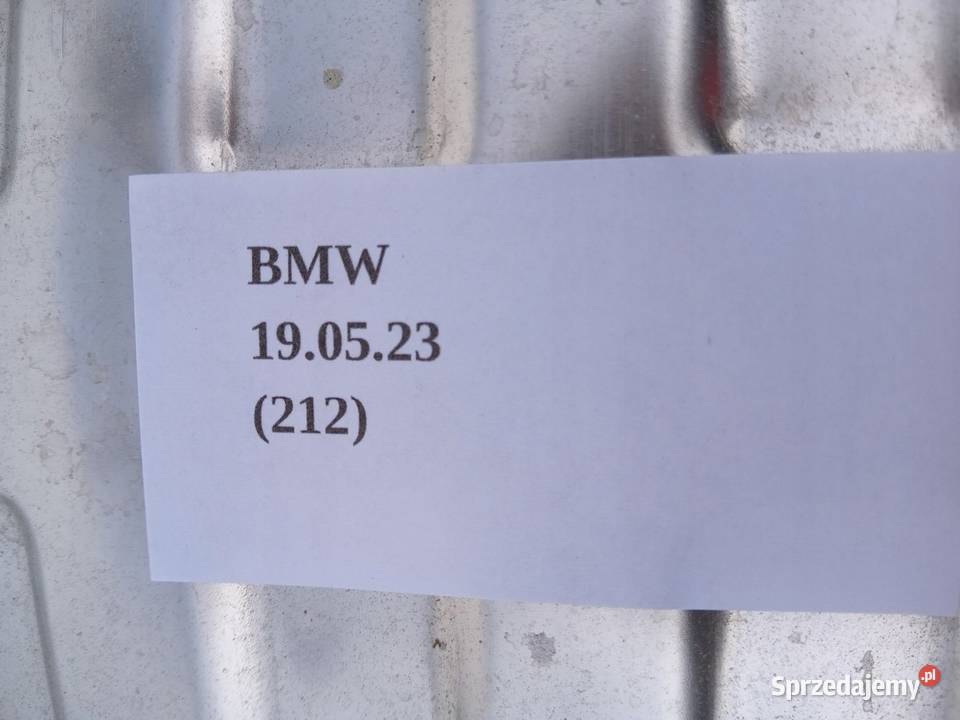 BMW
19.05.23
(212)
Sprzedajemy.pl